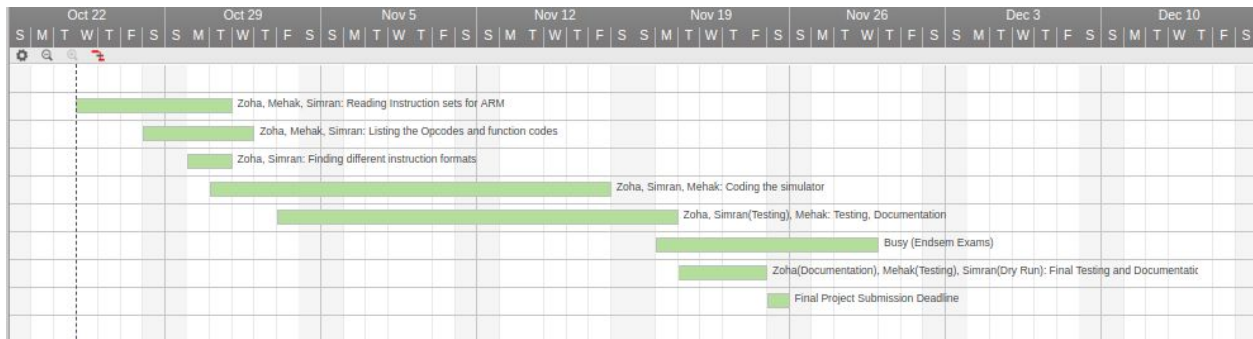 Oct 22 Oct 29 Nov 5 Nov 12 Nov 19 Nov 26 Dec 3 Dec 10
S M T W T F S S M T W T F S S M T W T F S S M T W T F S S M T W T F S S M T W T F S S M T W T F S S M T W T F S
Zoha, Mehak, Simran: Reading Instruction sets for ARM
Zoha, Mehak, Simran: Listing the Opcodes and function codes
Zoha, Simran: Finding different instruction formats
Zoha, Simran, Mehak: Coding the simulator
Zoha, Simran(Testing), Mehak: Testing, Documentation
Busy (Endsem Exams)
Zoha(Documentation), Mehak(Testing), Simran(Dry Run): Final Testing and Documentatic
Final Project Submission Deadline